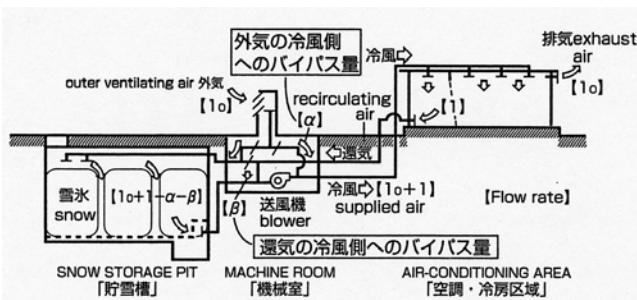 外気の冷風側
へのバイパス量
冷風
排気exhaust
air
【1o】
outer ventilating air 外気
【1o】
【α】
recirculating
air
【1】
還気
雪氷
snow
【1o+1-α-β】
【β】
送風機
blower
冷風 【1o+1】
supplied air
【Flow rate】
還気の冷風側へのバイパス量
SNOW STORAGE PIT
「貯雪槽」
MACHINE ROOM
「機械室」
AIR-CONDITIONING AREA
「空調・冷房区域」